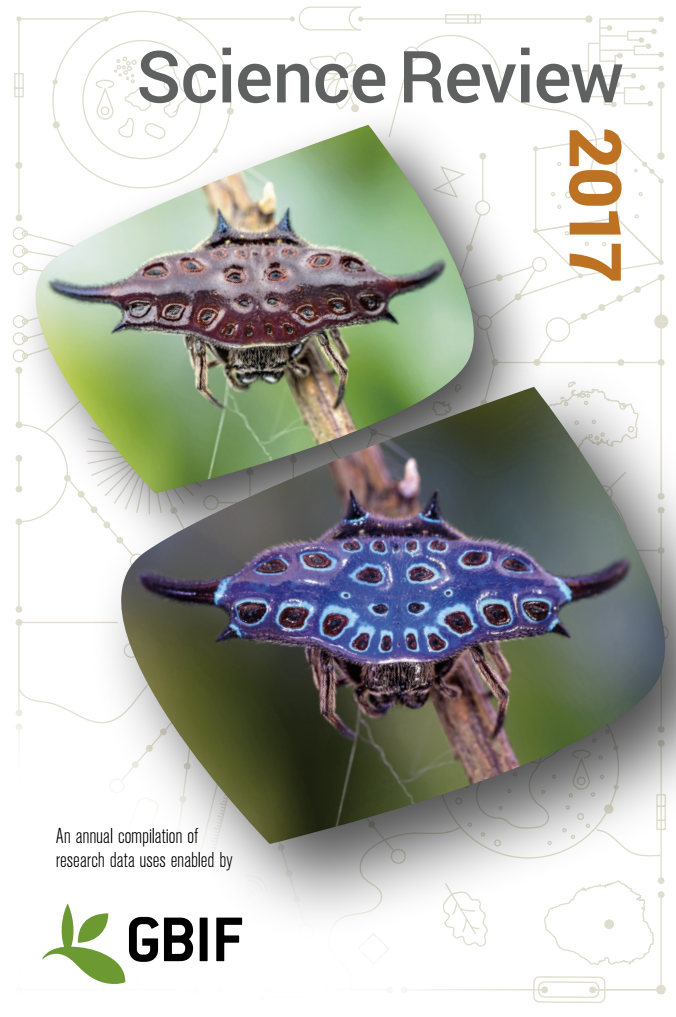 Science Review
2017
An annual compilation of
research data uses enabled by
GBIF